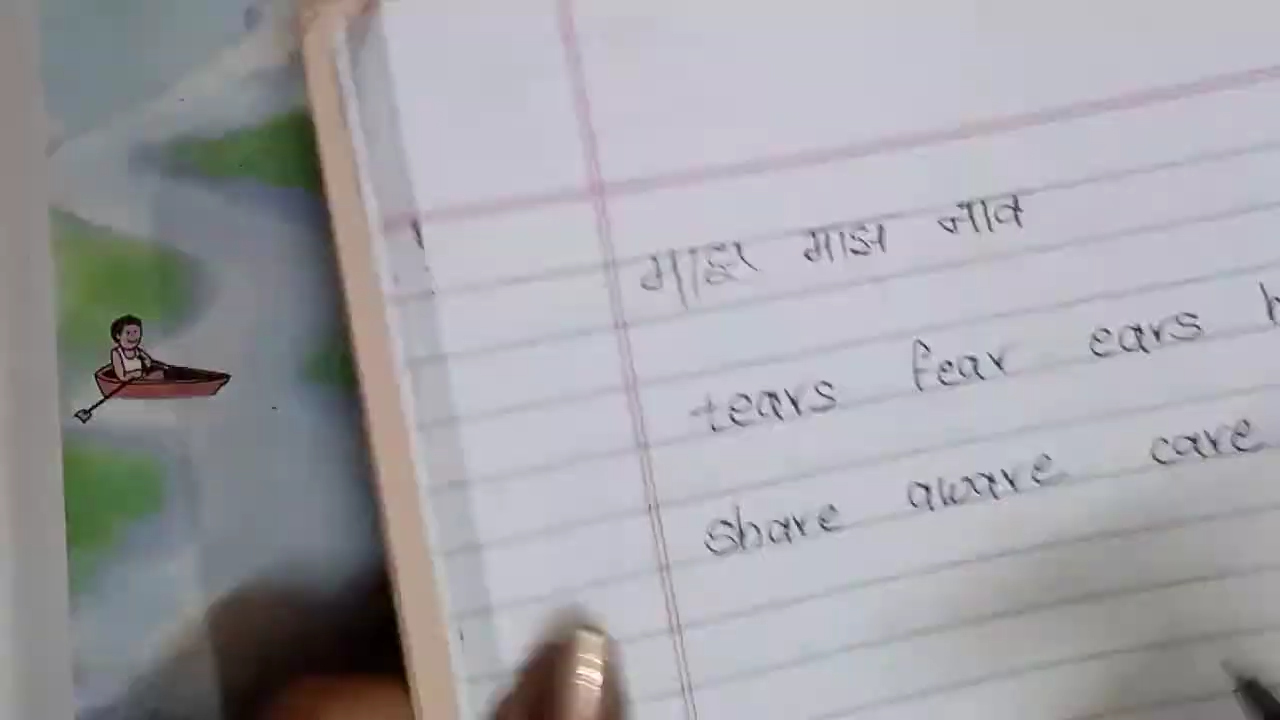 माझ नाव
tears fear ears
share aware care